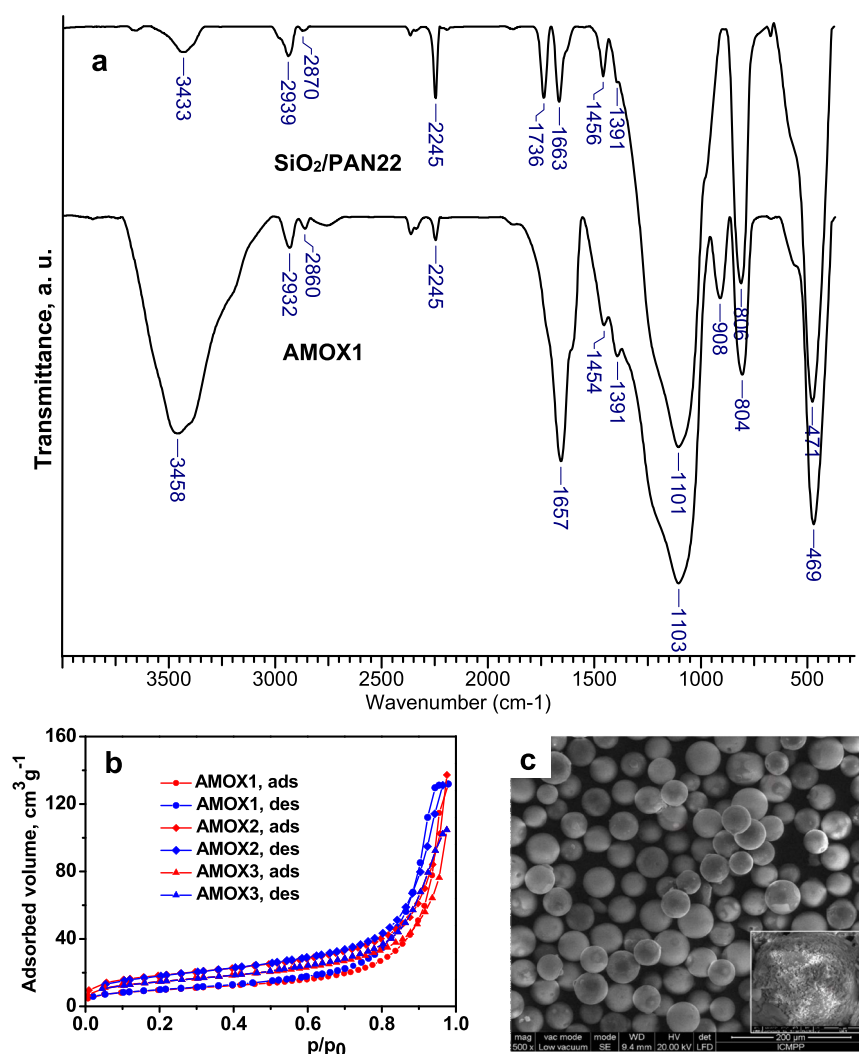 a
3433
2939
2870
2245
1736
1663
1456
1391
SiO₂/PAN22
3458
2932
2860
2245
AMOX1
1657
1454
1391
1101
1103
908
806
804
471
469
Transmittance, a. u.
3500 3000 2500 2000 1500 1000 500
Wavenumber (cm-1)
b
160
120
80
40
0
Adsorbed volume, cm³g⁻¹
AMOX1, ads
AMOX1, des
AMOX2, ads
AMOX2, des
AMOX3, ads
AMOX3, des
0.0 0.2 0.4 0.6 0.8 1.0
p/p₀
c
mag vac mode mode WD HV det
500 x Low vacuum SE 9.4 mm 20.00 kV LFD
200 µm
ICMPP